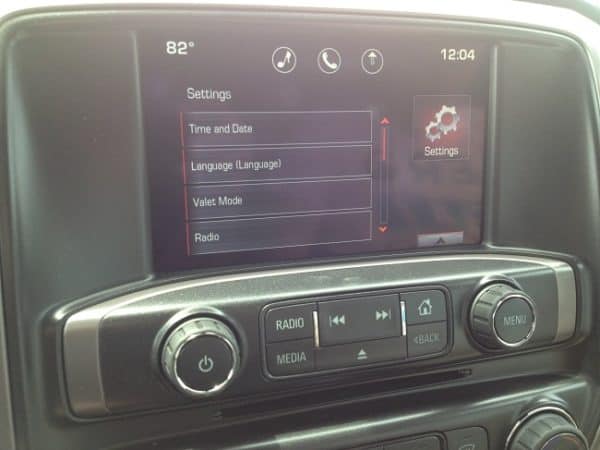 82°
12:04
Settings
Time and Date
Language (Language)
Valet Mode
Radio
Settings
RADIO
MEDIA
<BACK
MENU